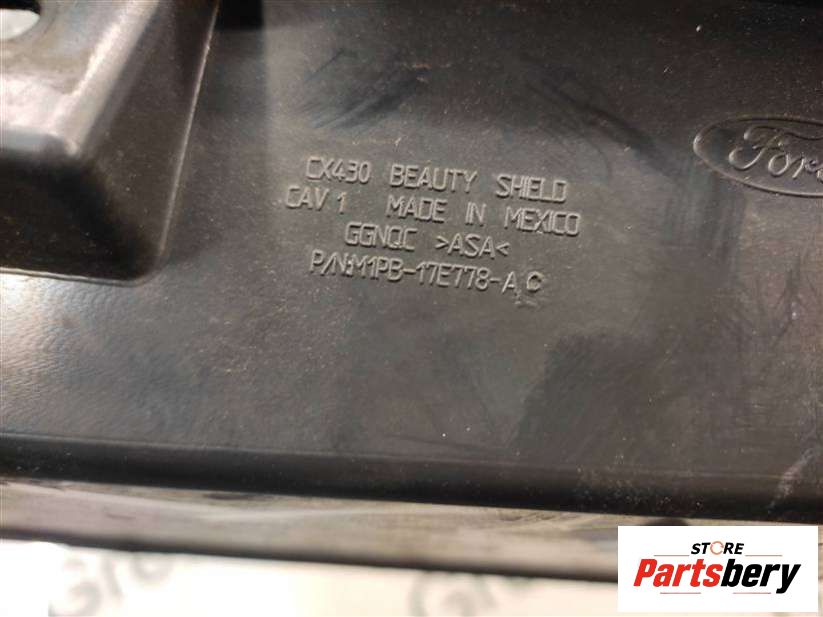 Ford
CX430 BEAUTY SHIELD
CAV 1 MADE IN MEXICO
GGNQC >ASA<
P/N:M1PB-17E778-A C
STORE
Partsbery